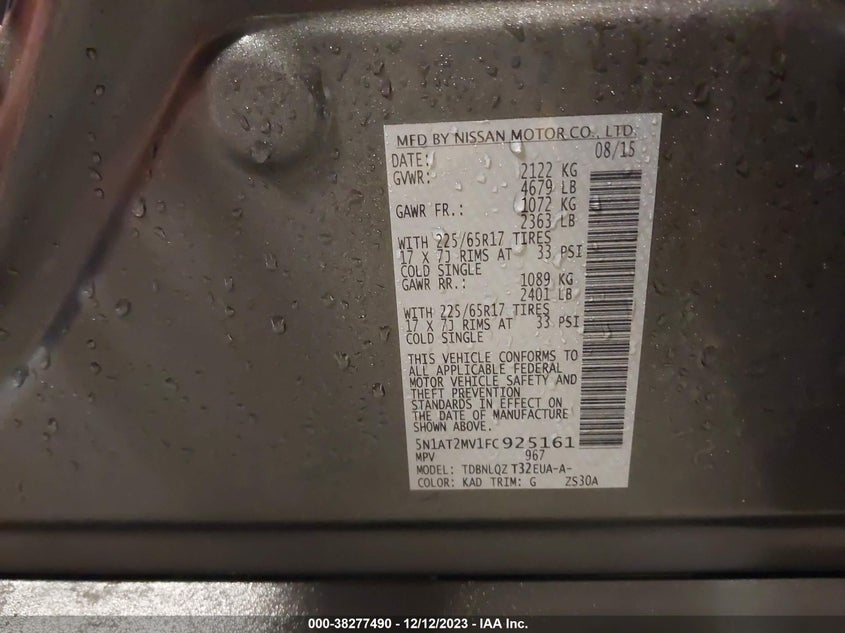 MFD BY NISSAN MOTOR CO., LTD.
DATE: 08/15
GVWR: 2122 KG
4679 LB
GAWR FR.: 1072 KG
2363 LB
WITH 225/65R17 TIRES
17 X 7J RIMS AT 33 PSI
COLD SINGLE
GAWR RR.: 1089 KG
2401 LB
WITH 225/65R17 TIRES
17 X 7J RIMS AT 33 PSI
COLD SINGLE
THIS VEHICLE CONFORMS TO
ALL APPLICABLE FEDERAL
MOTOR VEHICLE SAFETY AND
THEFT PREVENTION
STANDARDS IN EFFECT ON
THE DATE OF MANUFACTURE
SHOWN ABOVE.
5N1AT2MV1FC925161
MPV 967
MODEL: TDBNLQZ T32EUA-A-
COLOR: KAD TRIM: G ZS30A
000-38277490 - 12/12/2023 - IAA Inc.